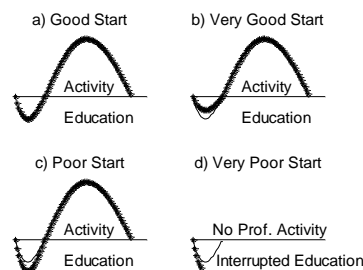 a) Good Start
b) Very Good Start
Activity
Activity
Education
Education
c) Poor Start
d) Very Poor Start
Activity
No Prof. Activity
Education
Interrupted Education